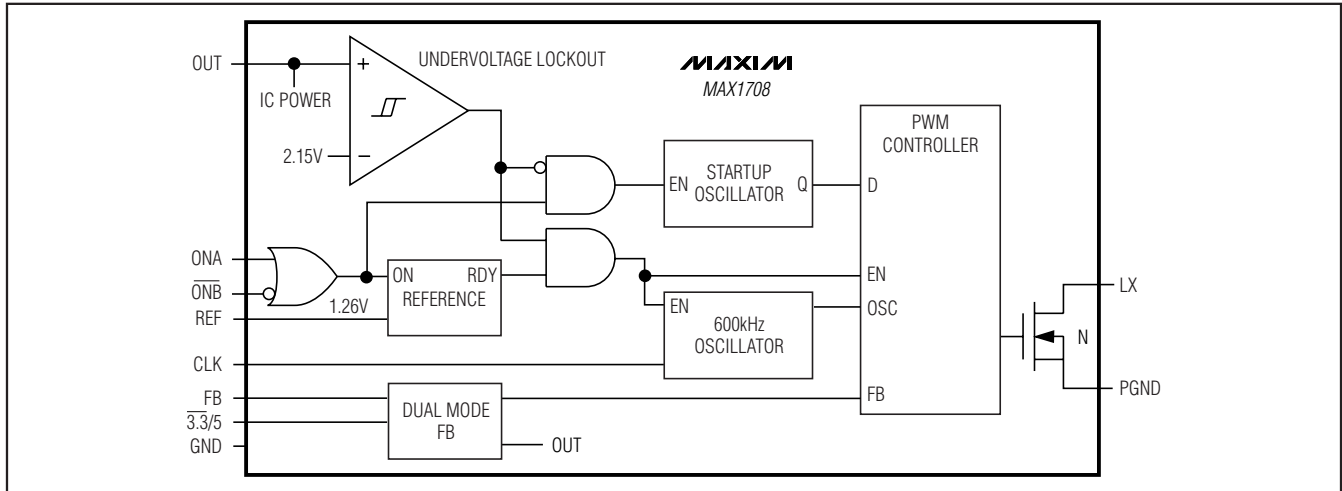 OUT
+
UNDERVOLTAGE LOCKOUT
MAXIM
MAX1708
IC POWER
2.15V
−
PWM
CONTROLLER
STARTUP
OSCILLATOR
EN
Q
D
ONA
ONB
ON
RDY
REFERENCE
1.26V
REF
EN
EN
OSC
600kHz
OSCILLATOR
LX
N
CLK
PGND
FB
3.3/5
GND
DUAL MODE
FB
OUT
FB